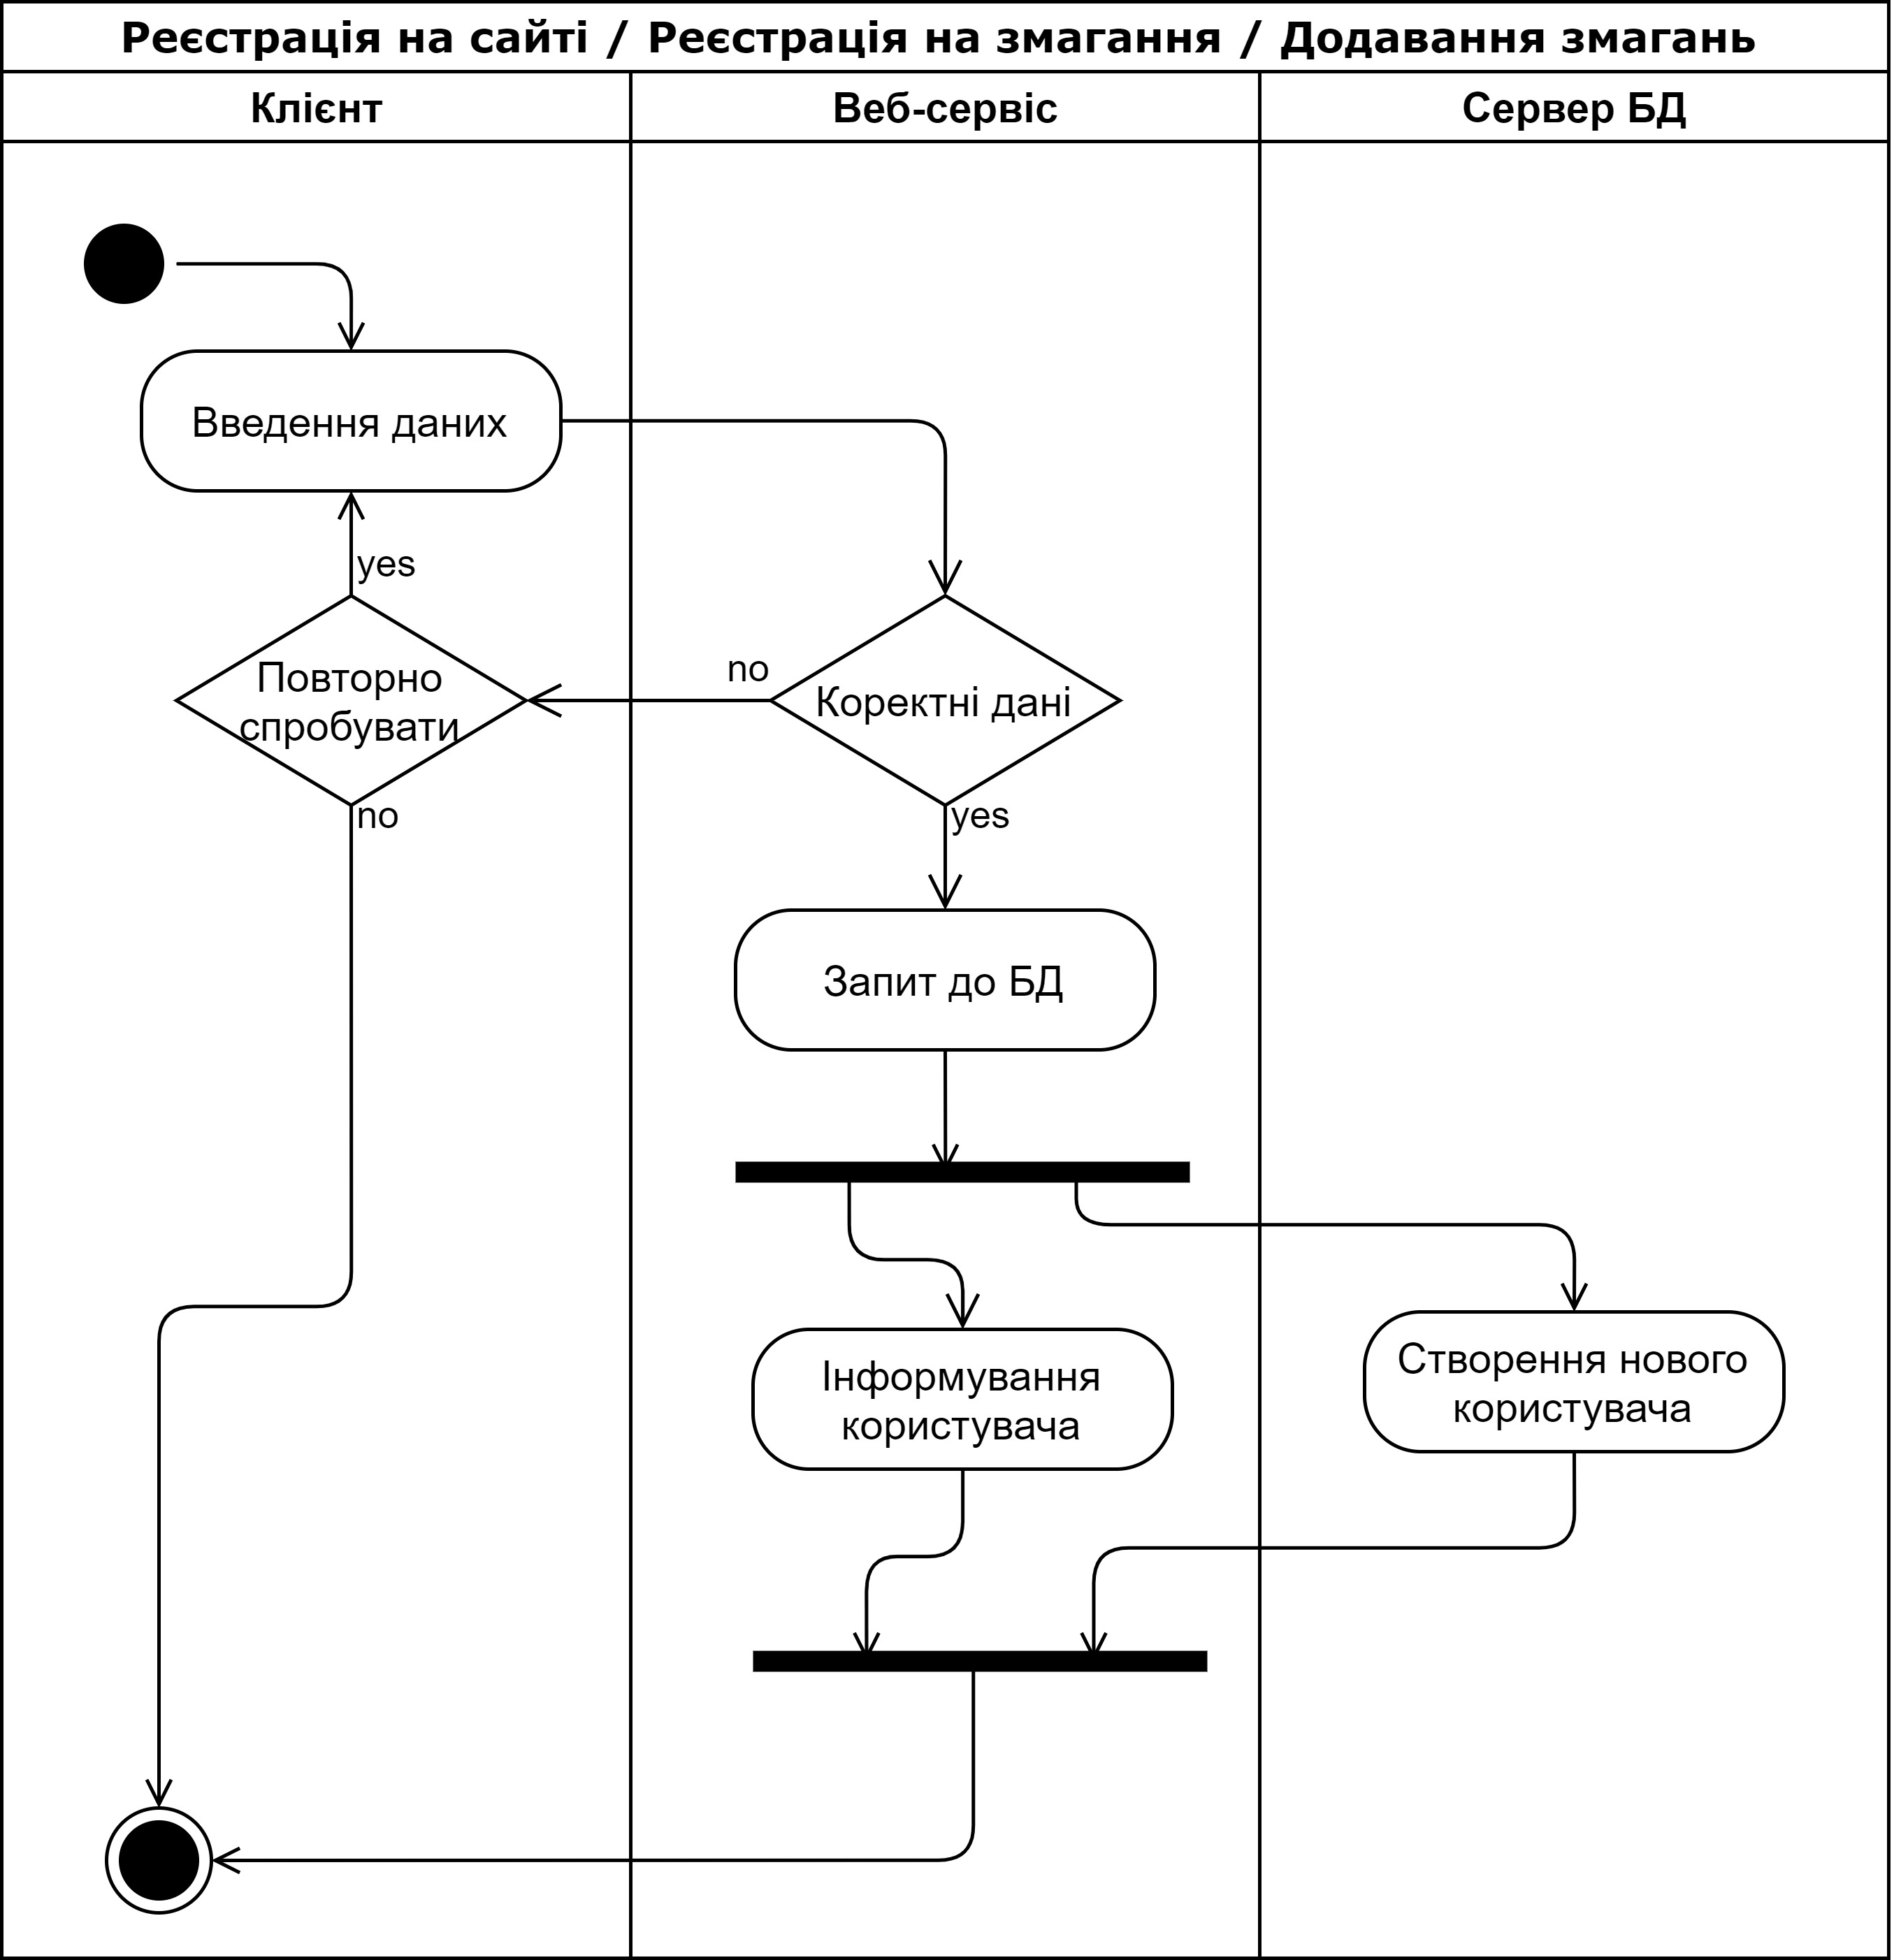 Реєстрація на сайті / Реєстрація на змагання / Додавання змагань
Клієнт
Веб-сервіс
Сервер БД
Введення даних
yes
Повторно
спробувати
no
no
Коректні дані
yes
Запит до БД
Інформування
користувача
Створення нового
користувача